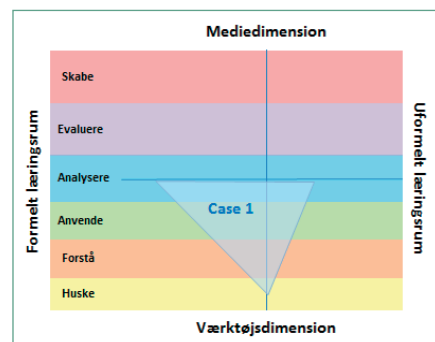 Mediedimension
Skabe
Evaluere
Analysere
Case 1
Anvende
Forstå
Huske
Formelt læringsrum
Uformelt læringsrum
Værktøjsdimension